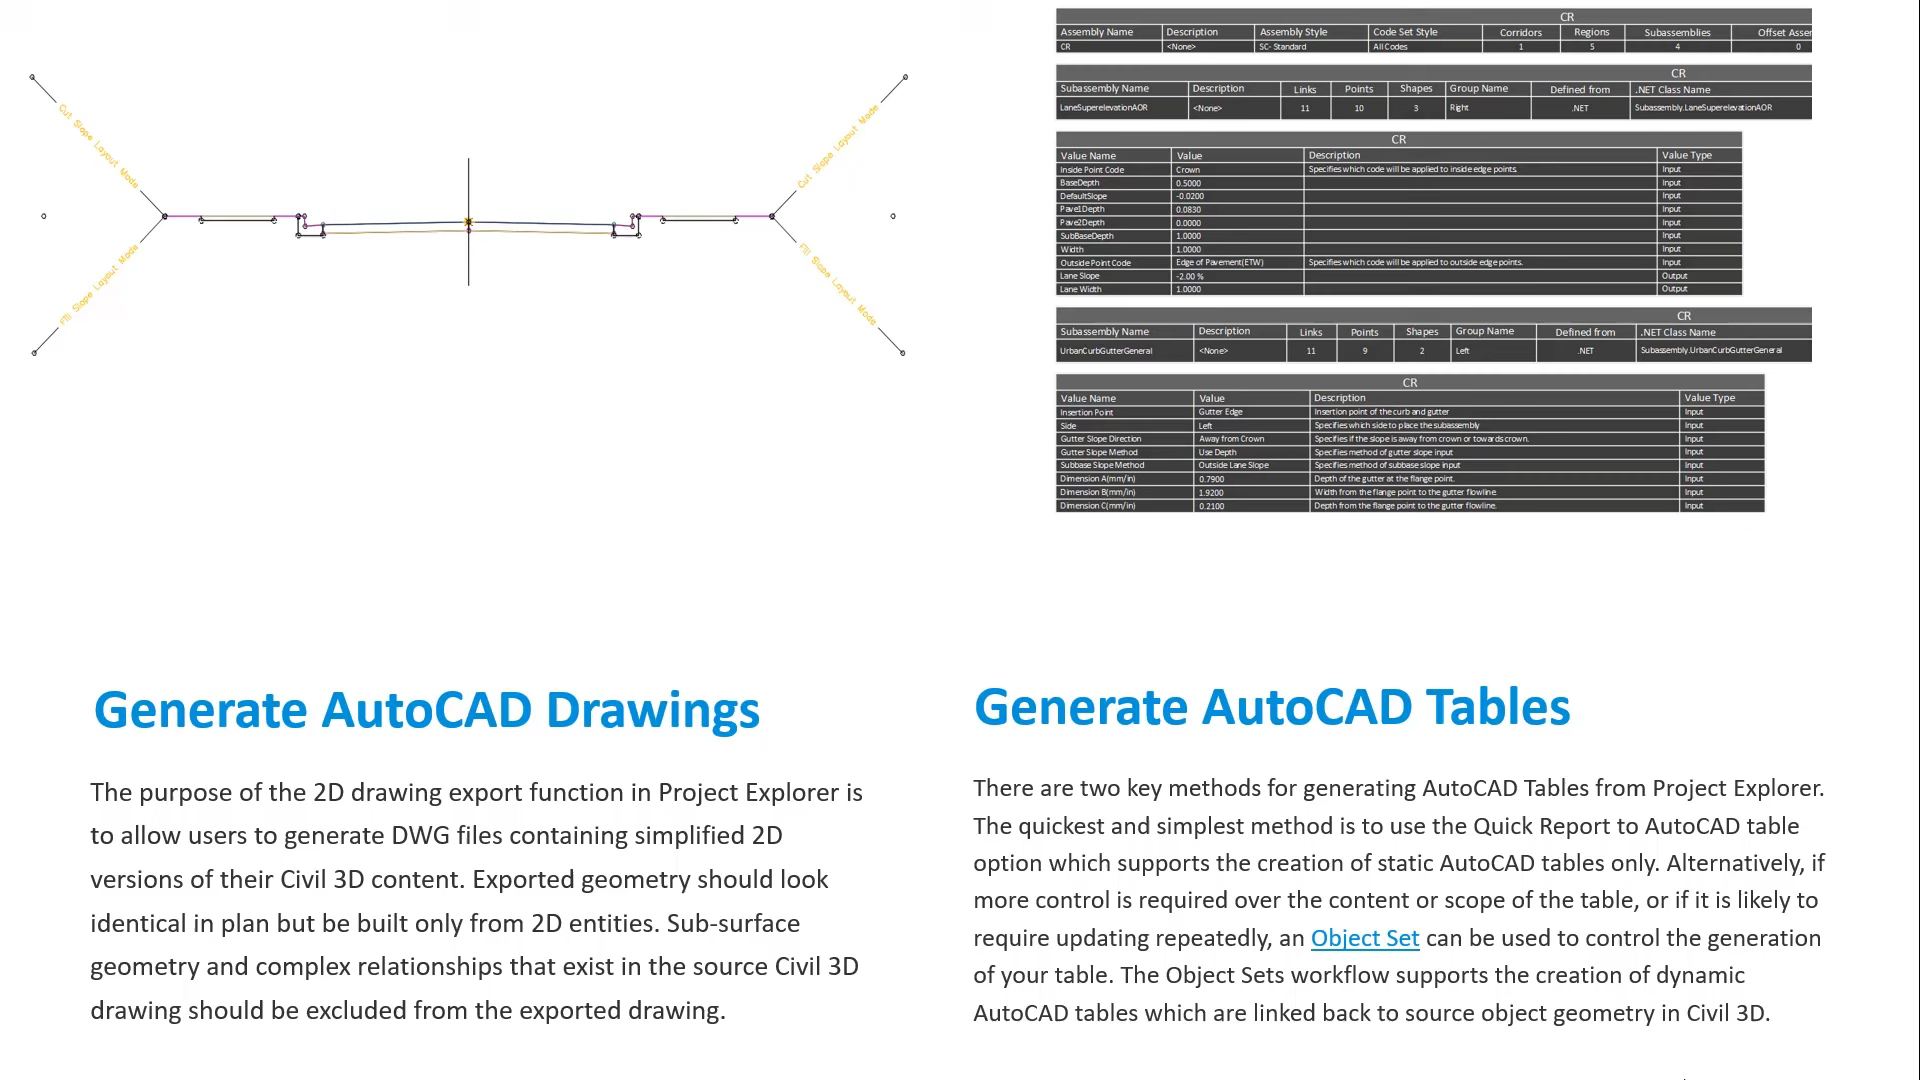 Cut Slope Layout Mode
Fill Slope Layout Mode
Cut Slope Layout Mode
Fill Slope Layout Mode
CR
Assembly Name Description Assembly Style Code Set Style Corridors Regions Subassemblies Offset Asser
CR <None> SC- Standard All Codes 1 5 4 0
CR
Subassembly Name Description Links Points Shapes Group Name Defined from .NET Class Name
LaneSuperelevationAOR <None> 11 10 3 Right .NET Subassembly.LaneSuperelevationAOR
CR
Value Name Value Description Value Type
Inside Point Code Crown Specifies which code will be applied to inside edge points. Input
BaseDepth 0.5000 Input
DefaultSlope -0.0200 Input
Pave1Depth 0.0830 Input
Pave2Depth 0.0000 Input
SubBaseDepth 1.0000 Input
Width 1.0000 Input
Outside Point Code Edge of Pavement(ETW) Specifies which code will be applied to outside edge points. Input
Lane Slope -2.00 % Output
Lane Width 1.0000 Output
CR
Subassembly Name Description Links Points Shapes Group Name Defined from .NET Class Name
UrbanCurbGutterGeneral <None> 11 9 2 Left .NET Subassembly.UrbanCurbGutterGeneral
CR
Value Name Value Description Value Type
Insertion Point Gutter Edge Insertion point of the curb and gutter Input
Side Left Specifies which side to place the subassembly Input
Gutter Slope Direction Away from Crown Specifies if the slope is away from crown or towards crown. Input
Gutter Slope Method Use Depth Specifies method of gutter slope input Input
Subbase Slope Method Outside Lane Slope Specifies method of subbase slope input Input
Dimension A(mm/in) 0.7900 Depth of the gutter at the flange point. Input
Dimension B(mm/in) 1.9200 Width from the flange point to the gutter flowline. Input
Dimension C(mm/in) 0.2100 Depth from the flange point to the gutter flowline. Input
Generate AutoCAD Drawings
The purpose of the 2D drawing export function in Project Explorer is
to allow users to generate DWG files containing simplified 2D
versions of their Civil 3D content. Exported geometry should look
identical in plan but be built only from 2D entities. Sub-surface
geometry and complex relationships that exist in the source Civil 3D
drawing should be excluded from the exported drawing.
Generate AutoCAD Tables
There are two key methods for generating AutoCAD Tables from Project Explorer.
The quickest and simplest method is to use the Quick Report to AutoCAD table
option which supports the creation of static AutoCAD tables only. Alternatively, if
more control is required over the content or scope of the table, or if it is likely to
require updating repeatedly, an Object Set can be used to control the generation
of your table. The Object Sets workflow supports the creation of dynamic
AutoCAD tables which are linked back to source object geometry in Civil 3D.